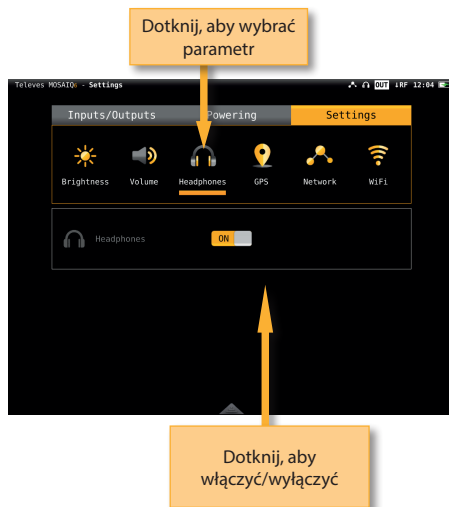 Dotknij, aby wybrać
parametr
Televes MOSAIQ6 - Settings OUT ↓RF 12:04
Inputs/Outputs Powering Settings
Brightness Volume Headphones GPS Network WiFi
Headphones ON
Dotknij, aby
włączyć/wyłączyć